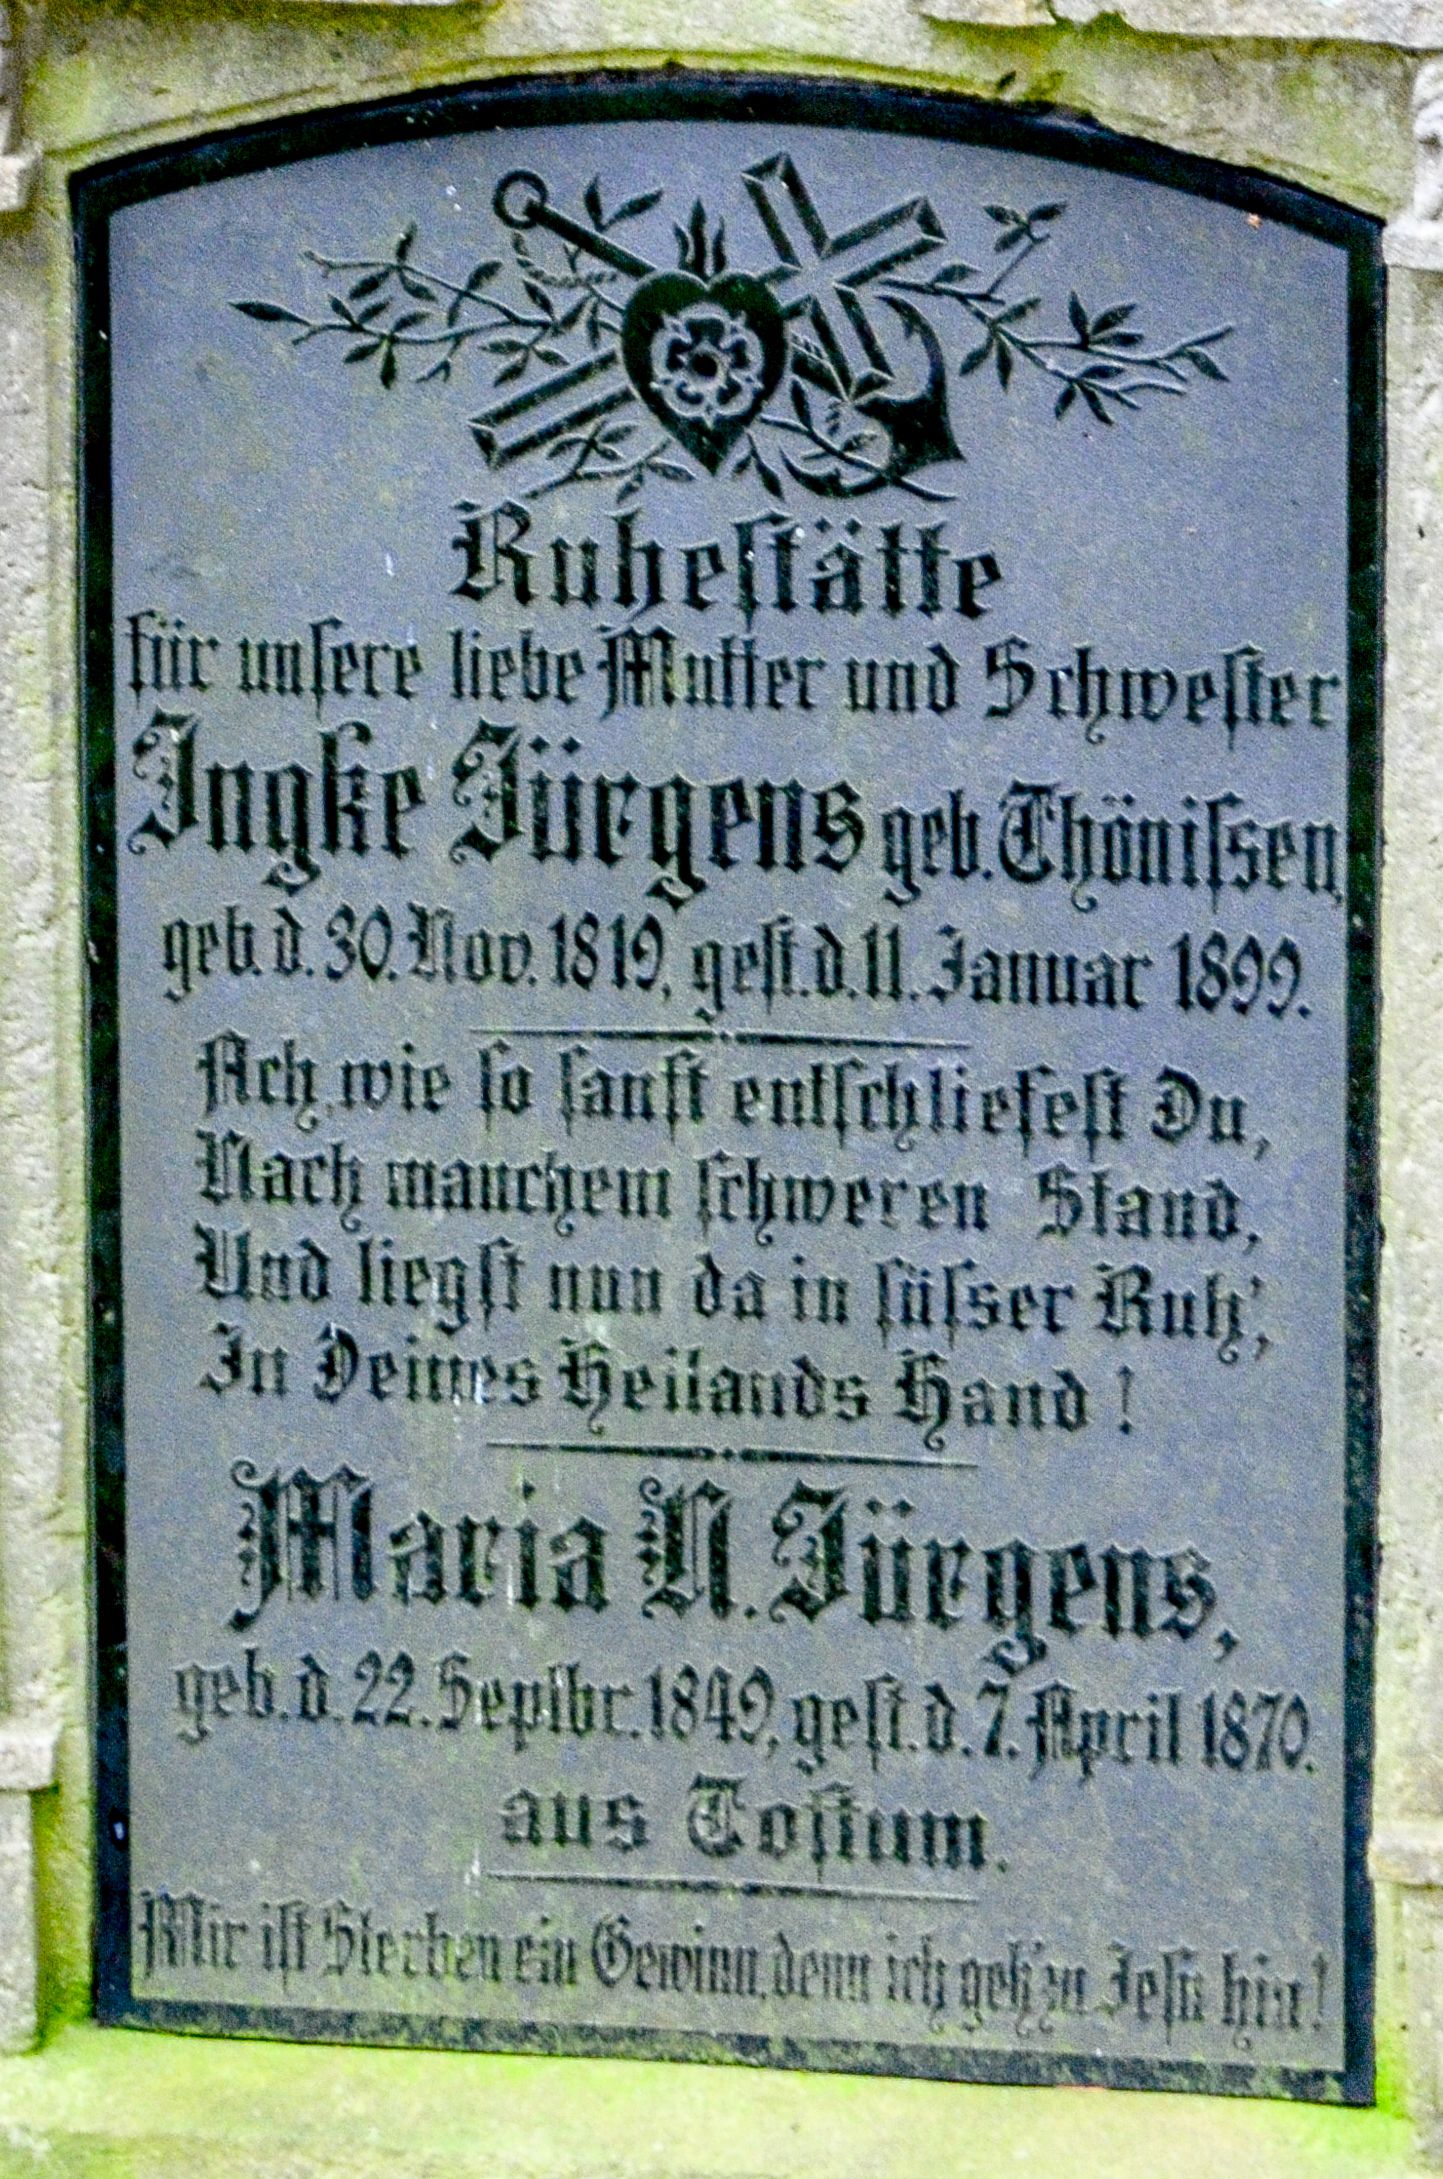 Ruhestätte
für unsere liebe Mutter und Schwester
Ingke Jürgens geb. Thönissen,
geb. d. 30. Nov. 1819, gest. d. 11. Januar 1899.
Ach, wie so sanft entschliefest Du,
Nach manchem schweren Stand,
Und liegst nun da in süsser Ruh',
In Deines Heilands Hand!
Maria N. Jürgens,
geb. d. 22. Septbr. 1849, gest. d. 7. April 1870.
aus Tostum.
Mir ist Sterben ein Gewinn, denn ich geh' zu Jesu hin!